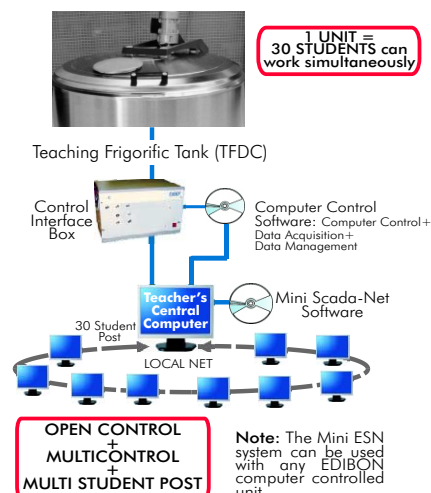 1 UNIT =
30 STUDENTS can
work simultaneously
Teaching Frigorific Tank (TFDC)
Control
Interface
Box
Computer Control
Software: Computer Control+
Data Acquisition+
Data Management
Teacher's
Central
Computer
Mini Scada-Net
Software
30 Student
Post
LOCAL NET
OPEN CONTROL
+
MULTICONTROL
+
MULTI STUDENT POST
Note: The Mini ESN
system can be used
with any EDIBON
computer controlled
unit.